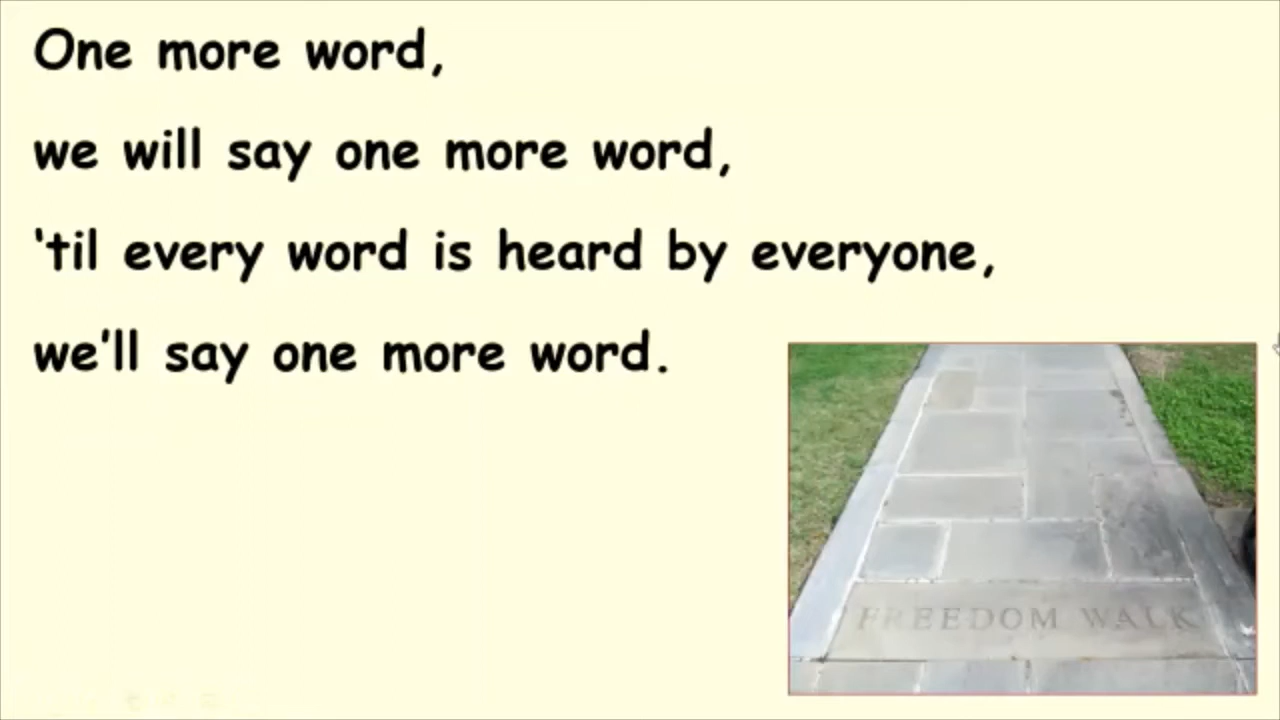 One more word,
we will say one more word,
‘til every word is heard by everyone,
we’ll say one more word.
FREEDOM WALK